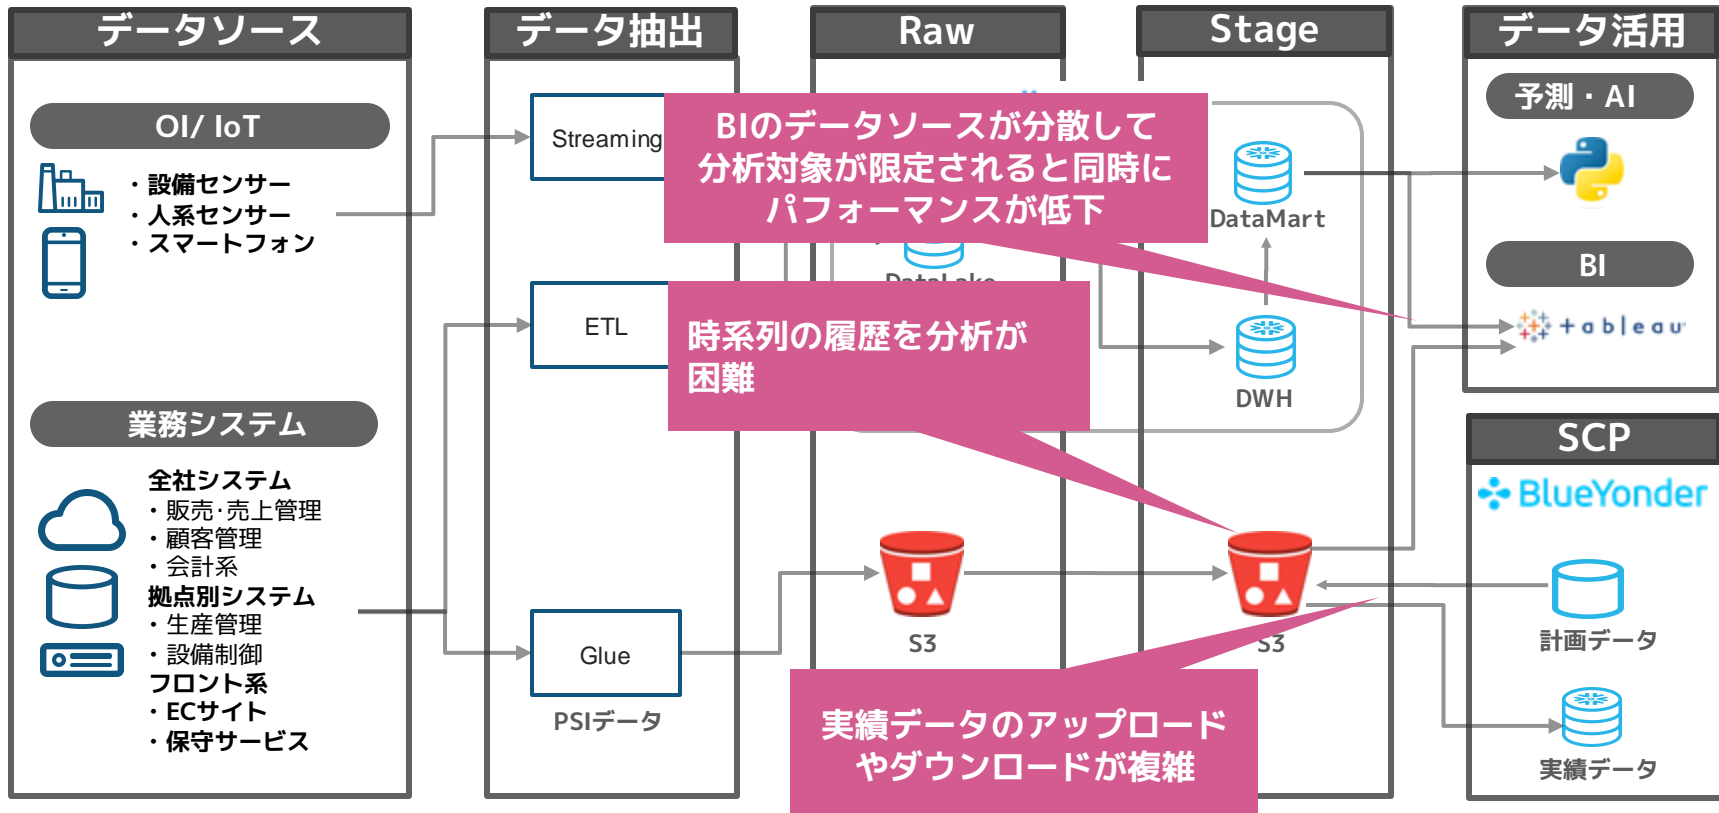 データソース
OI/ IoT
・設備センサー
・人系センサー
・スマートフォン
業務システム
全社システム
・販売･売上管理
・顧客管理
・会計系
拠点別システム
・生産管理
・設備制御
フロント系
・ECサイト
・保守サービス
データ抽出
Streaming
ETL
Glue
PSIデータ
Raw
DataLake
S3
Stage
DataMart
DWH
S3
BIのデータソースが分散して
分析対象が限定されると同時に
パフォーマンスが低下
時系列の履歴を分析が
困難
実績データのアップロード
やダウンロードが複雑
データ活用
予測・AI
BI
+ableau
SCP
BlueYonder
計画データ
実績データ